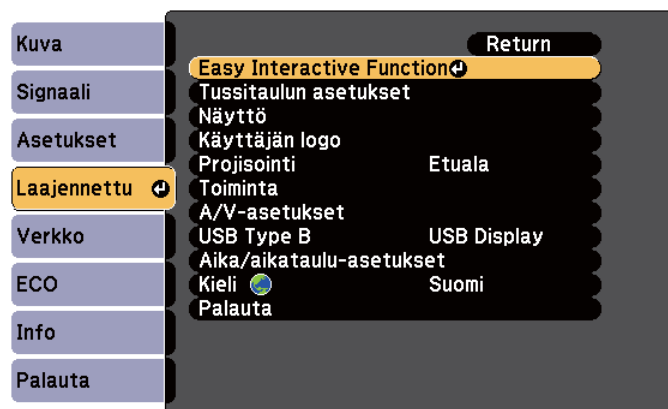 Kuva
Signaali
Asetukset
Laajennettu
Verkko
ECO
Info
Palauta
Return
Easy Interactive Function
Tussitaulun asetukset
Näyttö
Käyttäjän logo
Projisointi Etuala
Toiminta
A/V-asetukset
USB Type B USB Display
Aika/aikataulu-asetukset
Kieli Suomi
Palauta